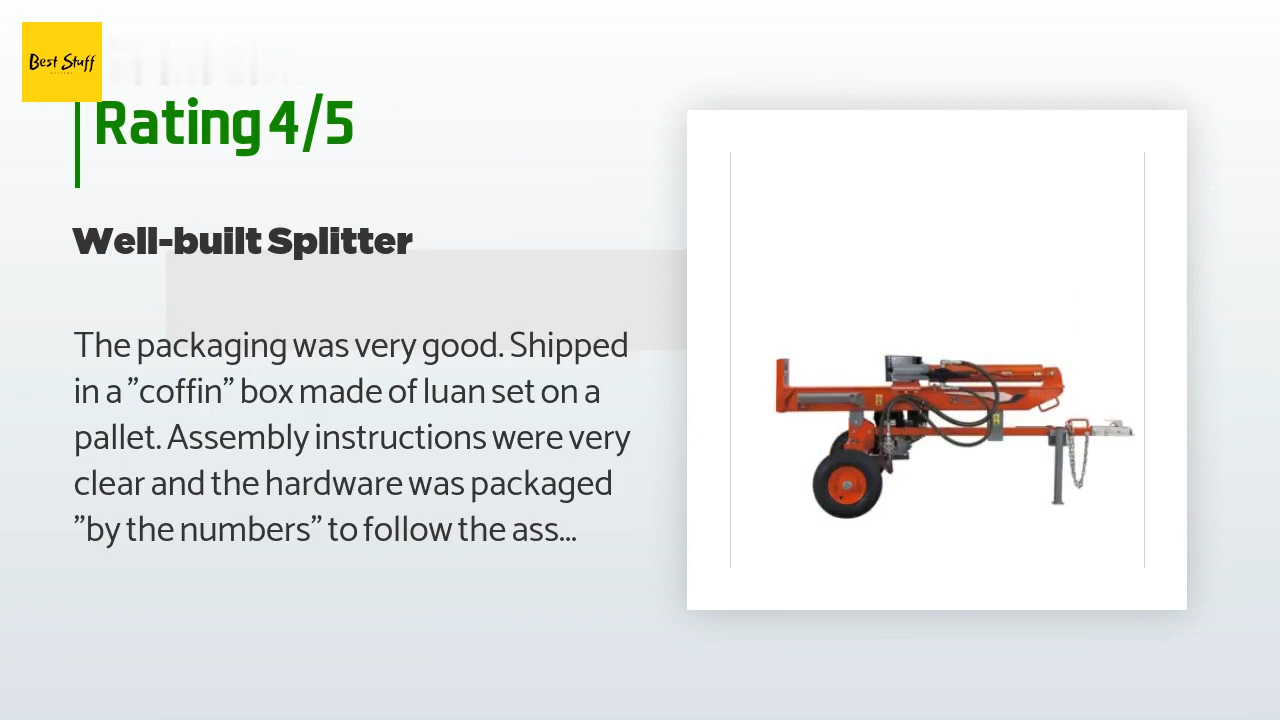 Best Stuff
Rating 4/5
Well-built Splitter
The packaging was very good. Shipped
in a ”coffin” box made of luan set on a
pallet. Assembly instructions were very
clear and the hardware was packaged
”by the numbers” to follow the ass...